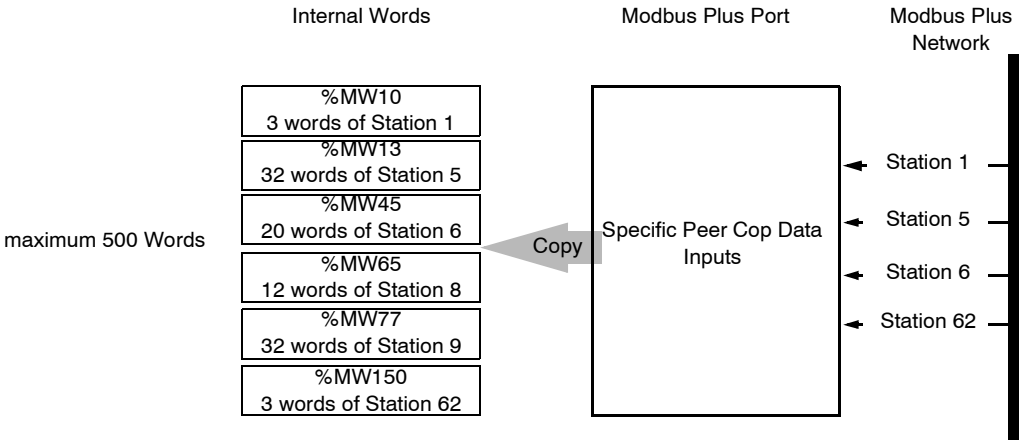 Internal Words
Modbus Plus Port
Modbus Plus
Network
%MW10
3 words of Station 1
%MW13
32 words of Station 5
%MW45
20 words of Station 6
%MW65
12 words of Station 8
%MW77
32 words of Station 9
%MW150
3 words of Station 62
maximum 500 Words
Copy
Specific Peer Cop Data
Inputs
Station 1
Station 5
Station 6
Station 62